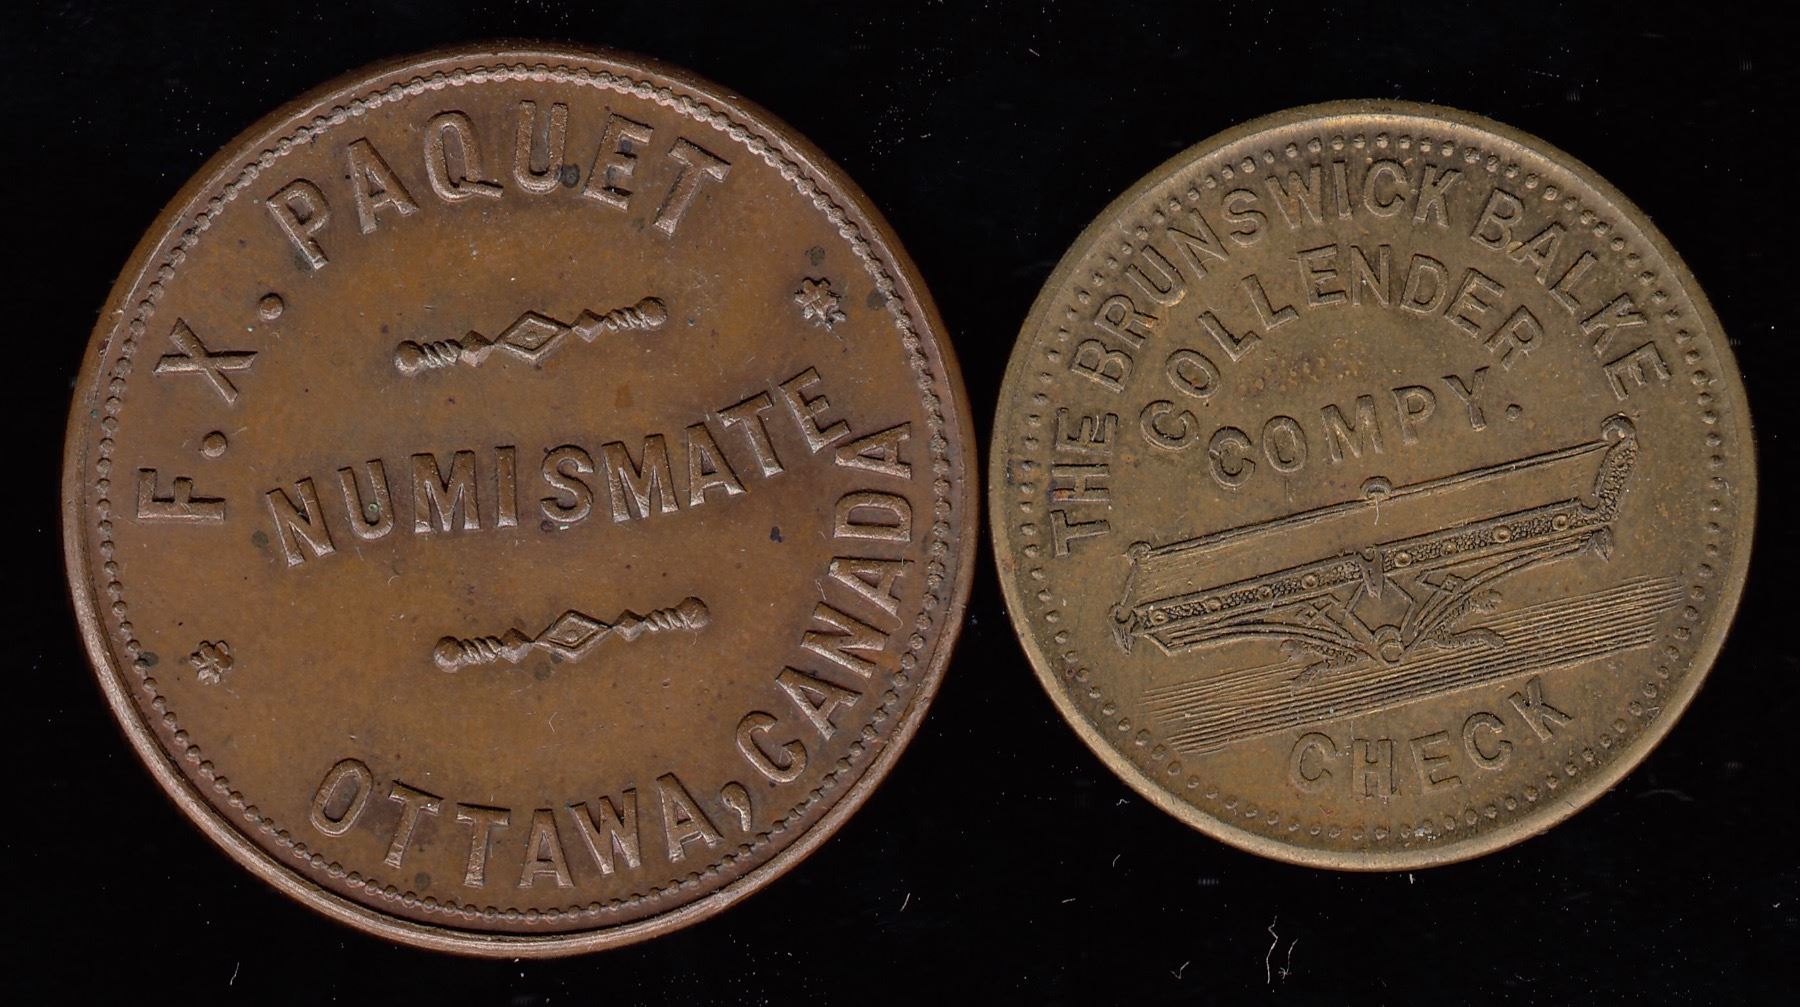 F. X. PAQUET
NUMISMATE
OTTAWA, CANADA
THE BRUNSWICK BALKE
COLLENDER
COMPY.
CHECK